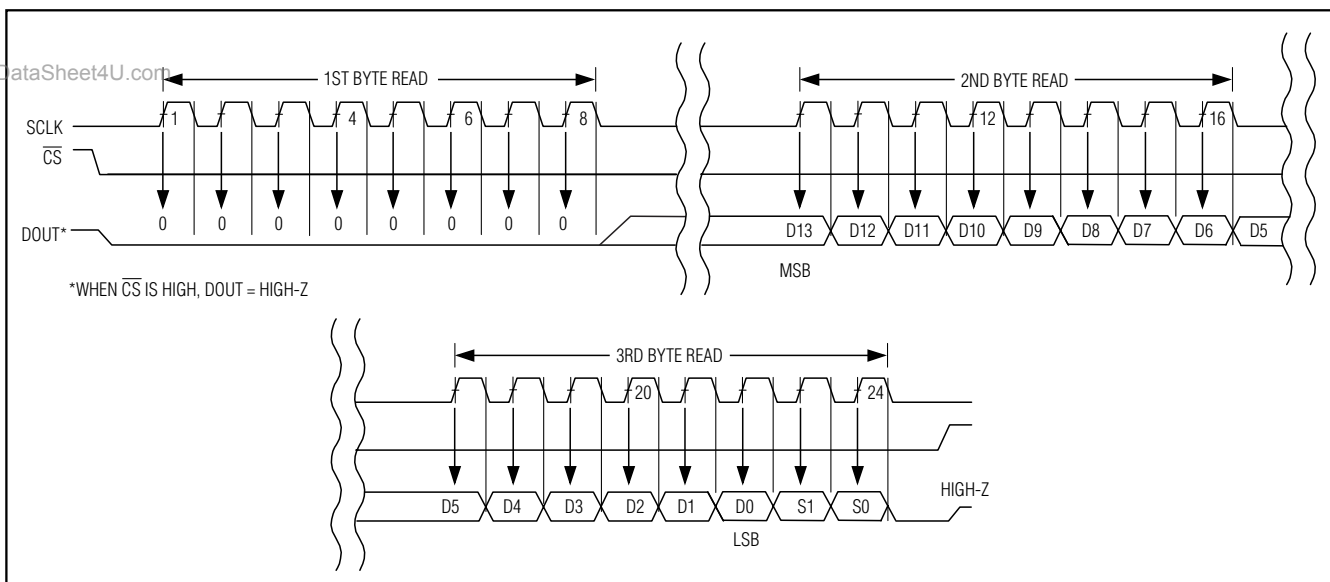 DataSheet4U.com
1ST BYTE READ 2ND BYTE READ
SCLK 1 4 6 8 12 16
CS
0 0 0 0 0 0 0 0
DOUT* D13 D12 D11 D10 D9 D8 D7 D6 D5
MSB
*WHEN CS IS HIGH, DOUT = HIGH-Z
3RD BYTE READ
20 24
HIGH-Z
D5 D4 D3 D2 D1 D0 S1 S0
LSB